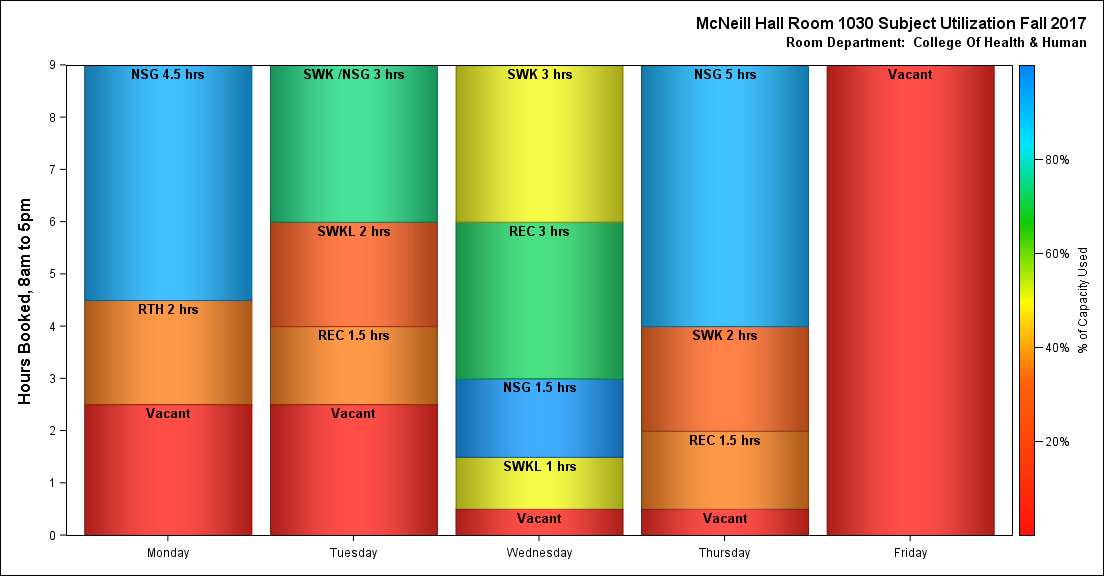 McNeill Hall Room 1030 Subject Utilization Fall 2017
Room Department:  College Of Health & Human
Hours Booked, 8am to 5pm
9
8
7
6
5
4
3
2
1
0
NSG 4.5 hrs
RTH 2 hrs
Vacant
SWK /NSG 3 hrs
SWKL 2 hrs
REC 1.5 hrs
Vacant
SWK 3 hrs
REC 3 hrs
NSG 1.5 hrs
SWKL 1 hrs
Vacant
NSG 5 hrs
SWK 2 hrs
REC 1.5 hrs
Vacant
Vacant
Monday
Tuesday
Wednesday
Thursday
Friday
80%
60%
40%
20%
% of Capacity Used